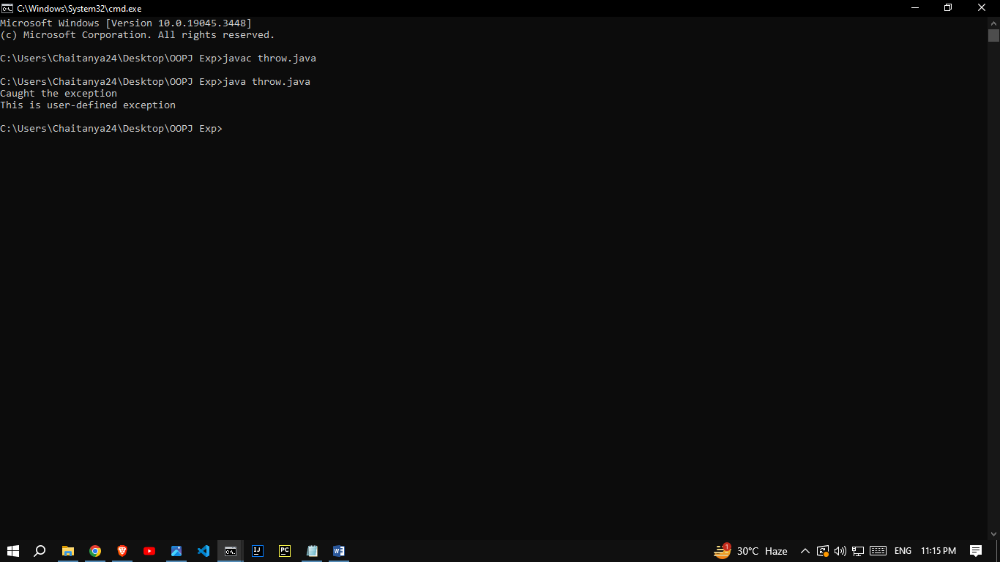 C:\Windows\System32\cmd.exe
Microsoft Windows [Version 10.0.19045.3448]
(c) Microsoft Corporation. All rights reserved.
C:\Users\Chaitanya24\Desktop\OOPJ Exp>javac throw.java
C:\Users\Chaitanya24\Desktop\OOPJ Exp>java throw.java
Caught the exception
This is user-defined exception
C:\Users\Chaitanya24\Desktop\OOPJ Exp>
1 30°C Haze ENG 11:15 PM